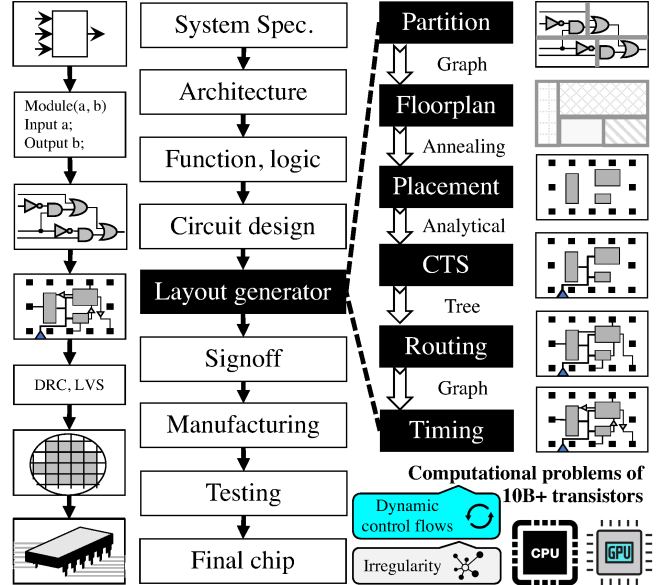 Module(a, b)
Input a;
Output b;
DRC, LVS
System Spec.
Architecture
Function, logic
Circuit design
Layout generator
Signoff
Manufacturing
Testing
Final chip
Partition
Graph
Floorplan
Annealing
Placement
Analytical
CTS
Tree
Routing
Graph
Timing
Computational problems of
10B+ transistors
Dynamic
control flows
Irregularity
CPU
GPU